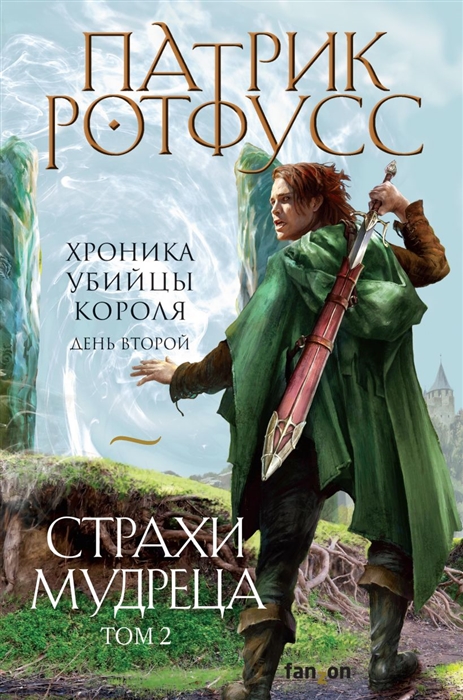 ПАТРИК
РОТФУСС
ХРОНИКА
УБИЙЦЫ
КОРОЛЯ
ДЕНЬ ВТОРОЙ
СТРАХИ
МУДРЕЦА
ТОМ 2
fanzon